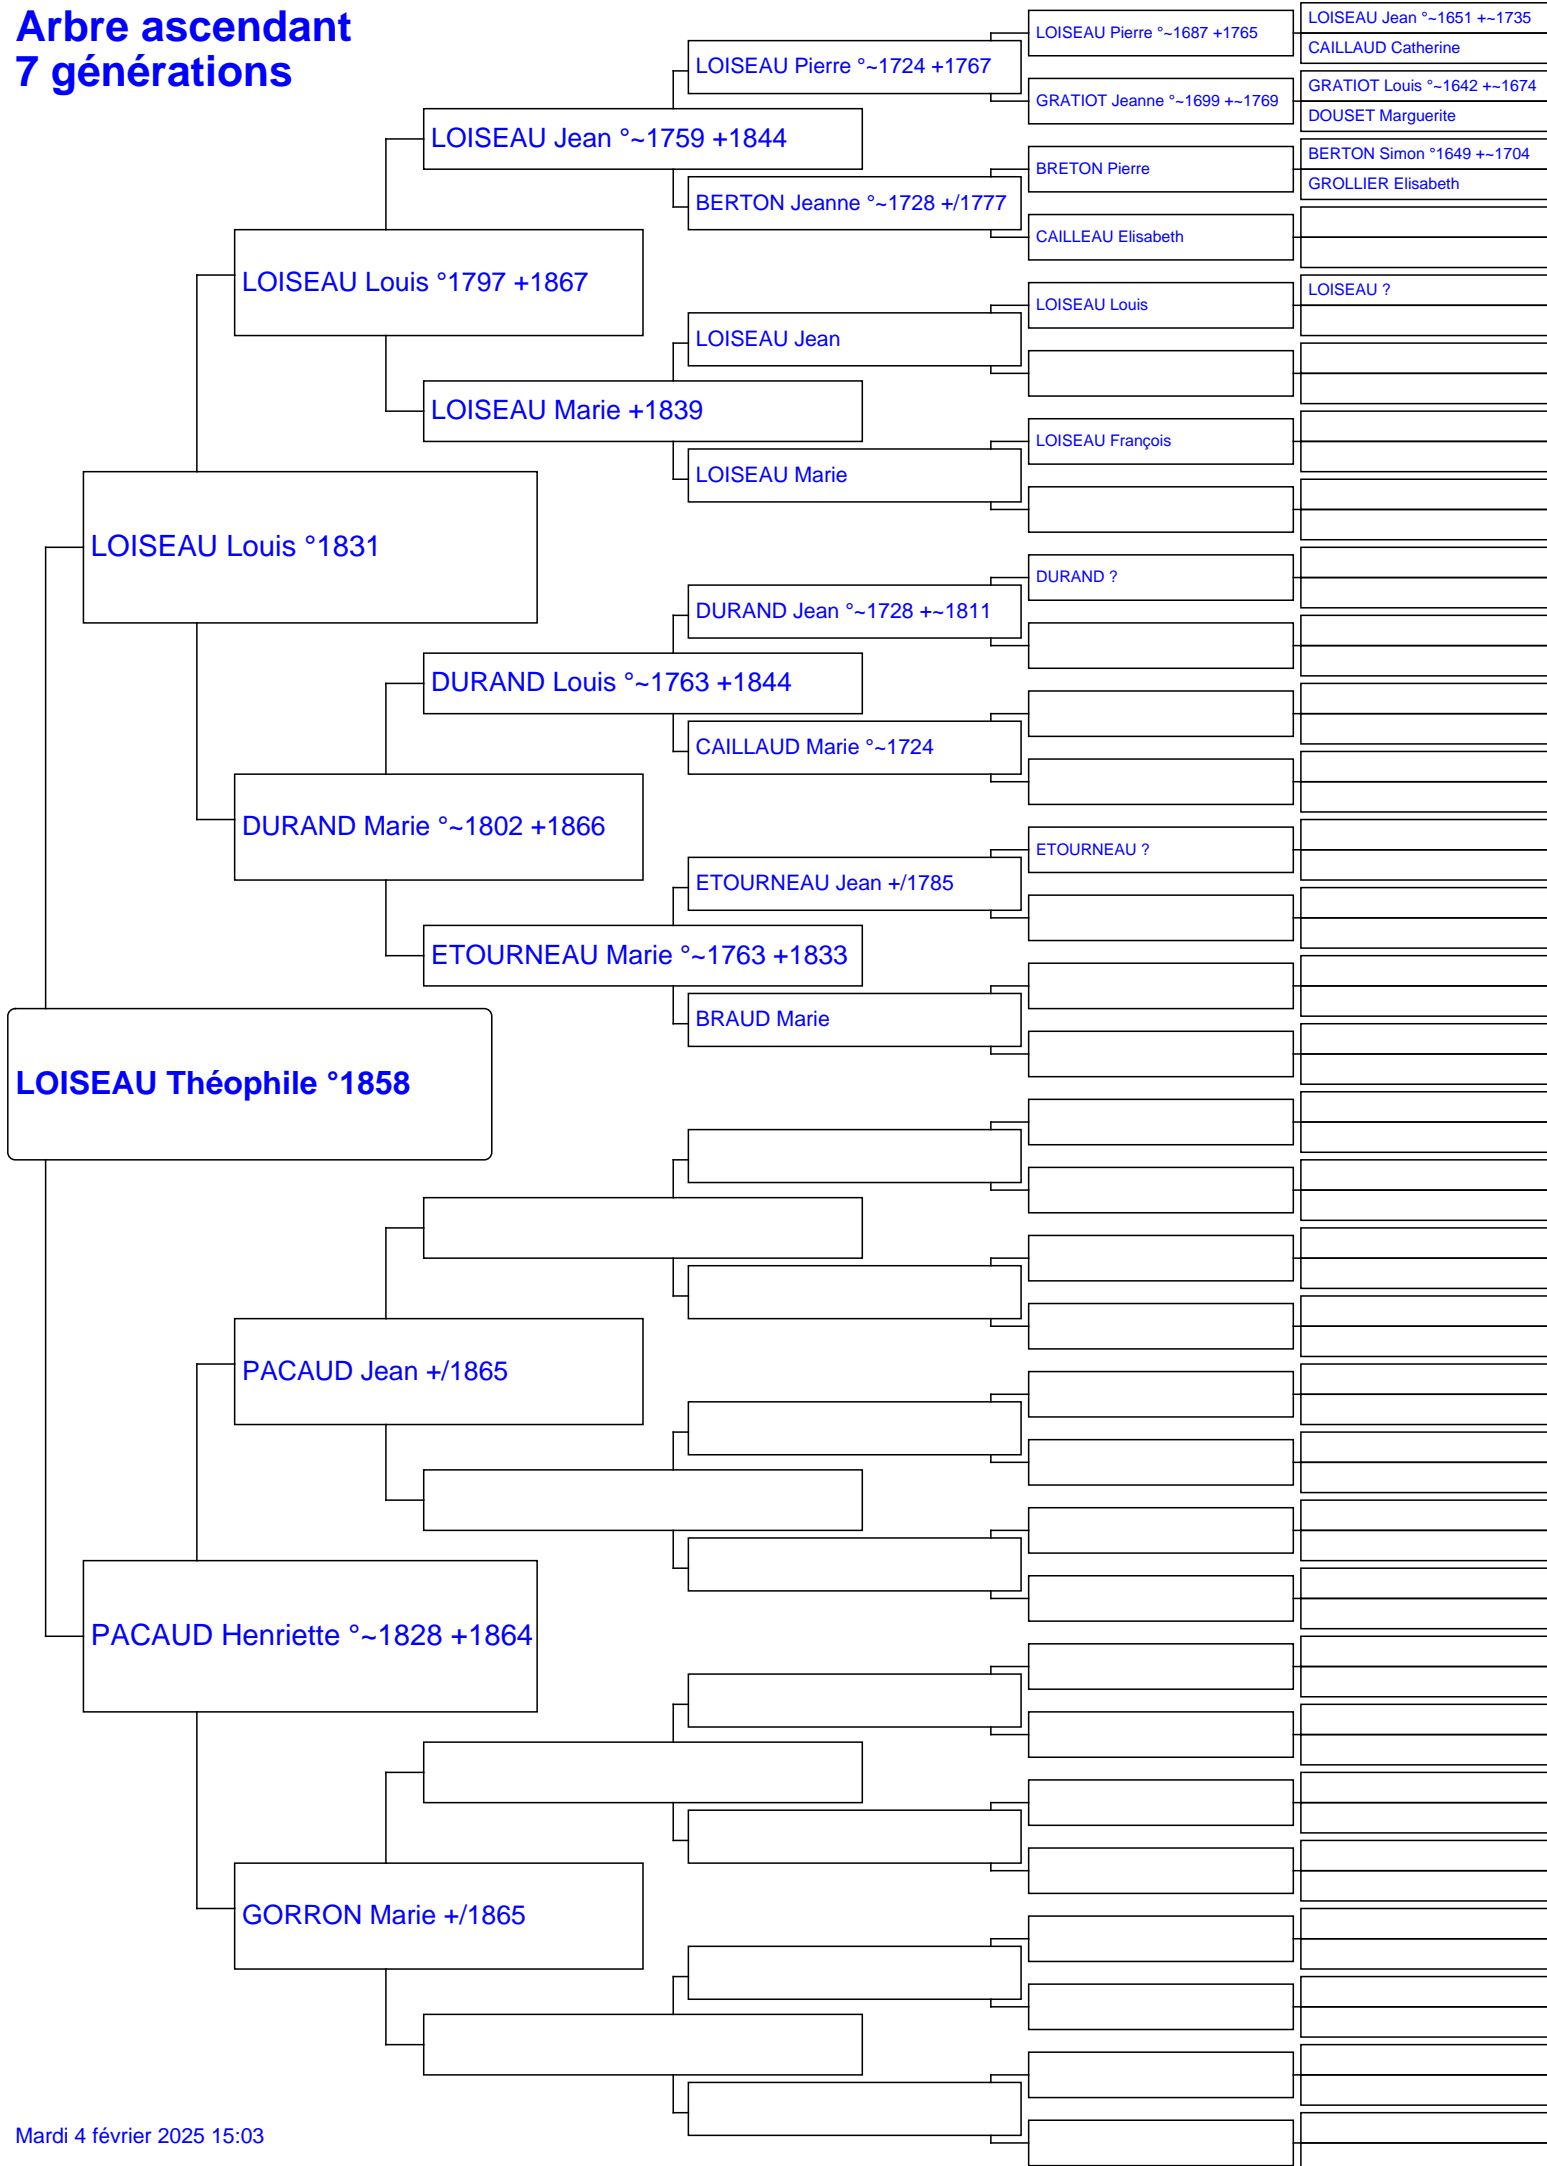 Arbre ascendant
7 générations
LOISEAU Théophile °1858
LOISEAU Louis °1831
PACAUD Henriette °~1828 +1864
LOISEAU Louis °1797 +1867
DURAND Marie °~1802 +1866
PACAUD Jean +/1865
GORRON Marie +/1865
LOISEAU Jean °~1759 +1844
LOISEAU Marie +1839
DURAND Louis °~1763 +1844
ETOURNEAU Marie °~1763 +1833
LOISEAU Pierre °~1724 +1767
BERTON Jeanne °~1728 +/1777
LOISEAU Jean
LOISEAU Marie
DURAND Jean °~1728 +~1811
CAILLAUD Marie °~1724
ETOURNEAU Jean +/1785
BRAUD Marie
LOISEAU Pierre °~1687 +1765
GRATIOT Jeanne °~1699 +~1769
BRETON Pierre
CAILLEAU Elisabeth
LOISEAU Louis
LOISEAU François
DURAND ?
ETOURNEAU ?
LOISEAU Jean °~1651 +~1735
CAILLAUD Catherine
GRATIOT Louis °~1642 +~1674
DOUSET Marguerite
BERTON Simon °1649 +~1704
GROLLIER Elisabeth
LOISEAU ?
Mardi 4 février 2025 15:03